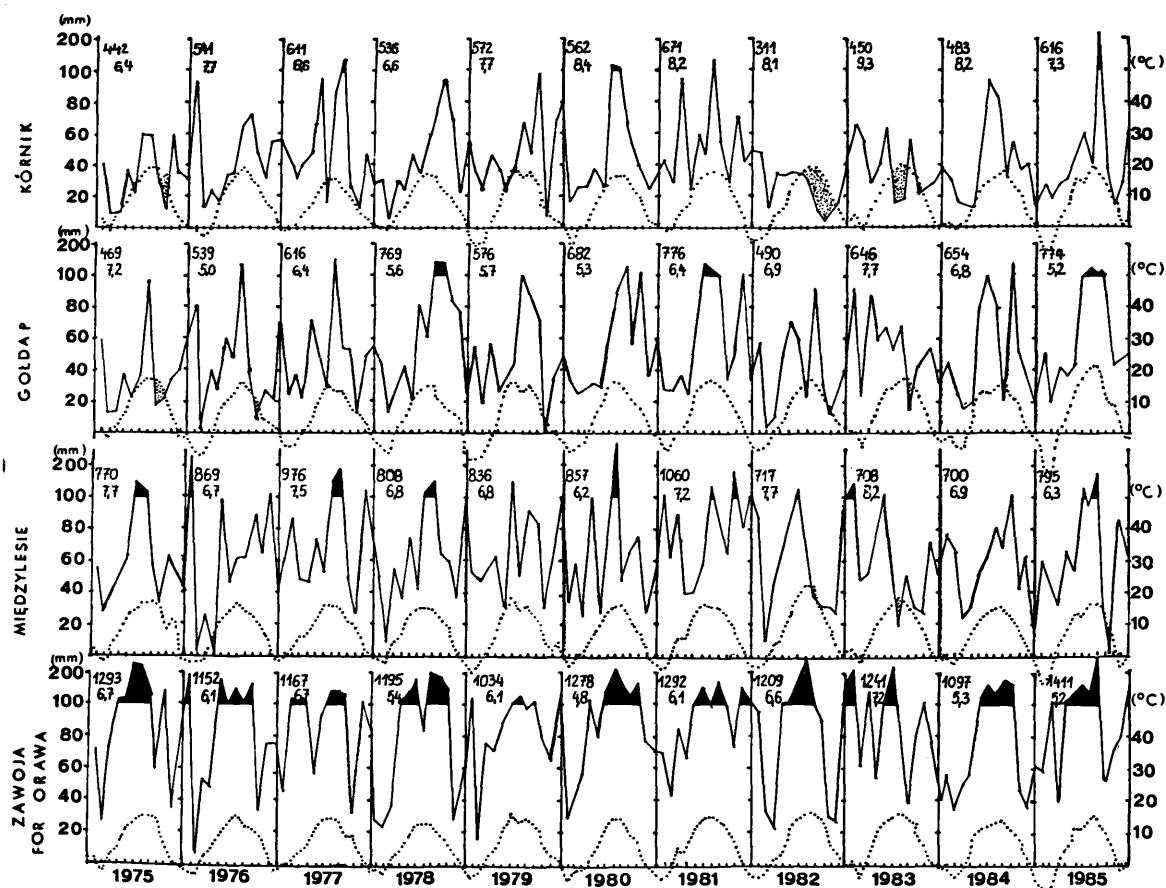 (mm)
200 442 611 536 572 562 671 311 450 483 616
100 6,4 7,7 6,6 7,7 8,4 8,2 8,1 9,3 8,2 7,3 (°C)
80 40
60 30
40 20
20 10
KÓRNIK
(mm)
200 469 539 616 769 576 682 776 490 646 654 774 (°C)
100 7,2 5,0 6,4 5,6 5,7 5,3 6,4 6,9 7,7 6,8 5,2
80 40
60 30
40 20
20 10
GOŁDAP
(mm)
200 770 869 976 808 836 857 1060 717 708 700 795
100 7,7 6,7 7,5 6,8 6,8 6,2 7,2 7,7 8,2 6,9 6,3 (°C)
80 40
60 30
40 20
20 10
MIĘDZYLESIE
(mm)
200 1293 1152 1167 1195 1034 1278 1292 1209 1241 1097 1411
100 6,7 6,1 6,7 5,4 6,1 4,8 6,1 6,6 7,2 5,3 5,2 (°C)
80 40
60 30
40 20
20 10
ZAWOJA
FOR ORAWA
1975 1976 1977 1978 1979 1980 1981 1982 1983 1984 1985